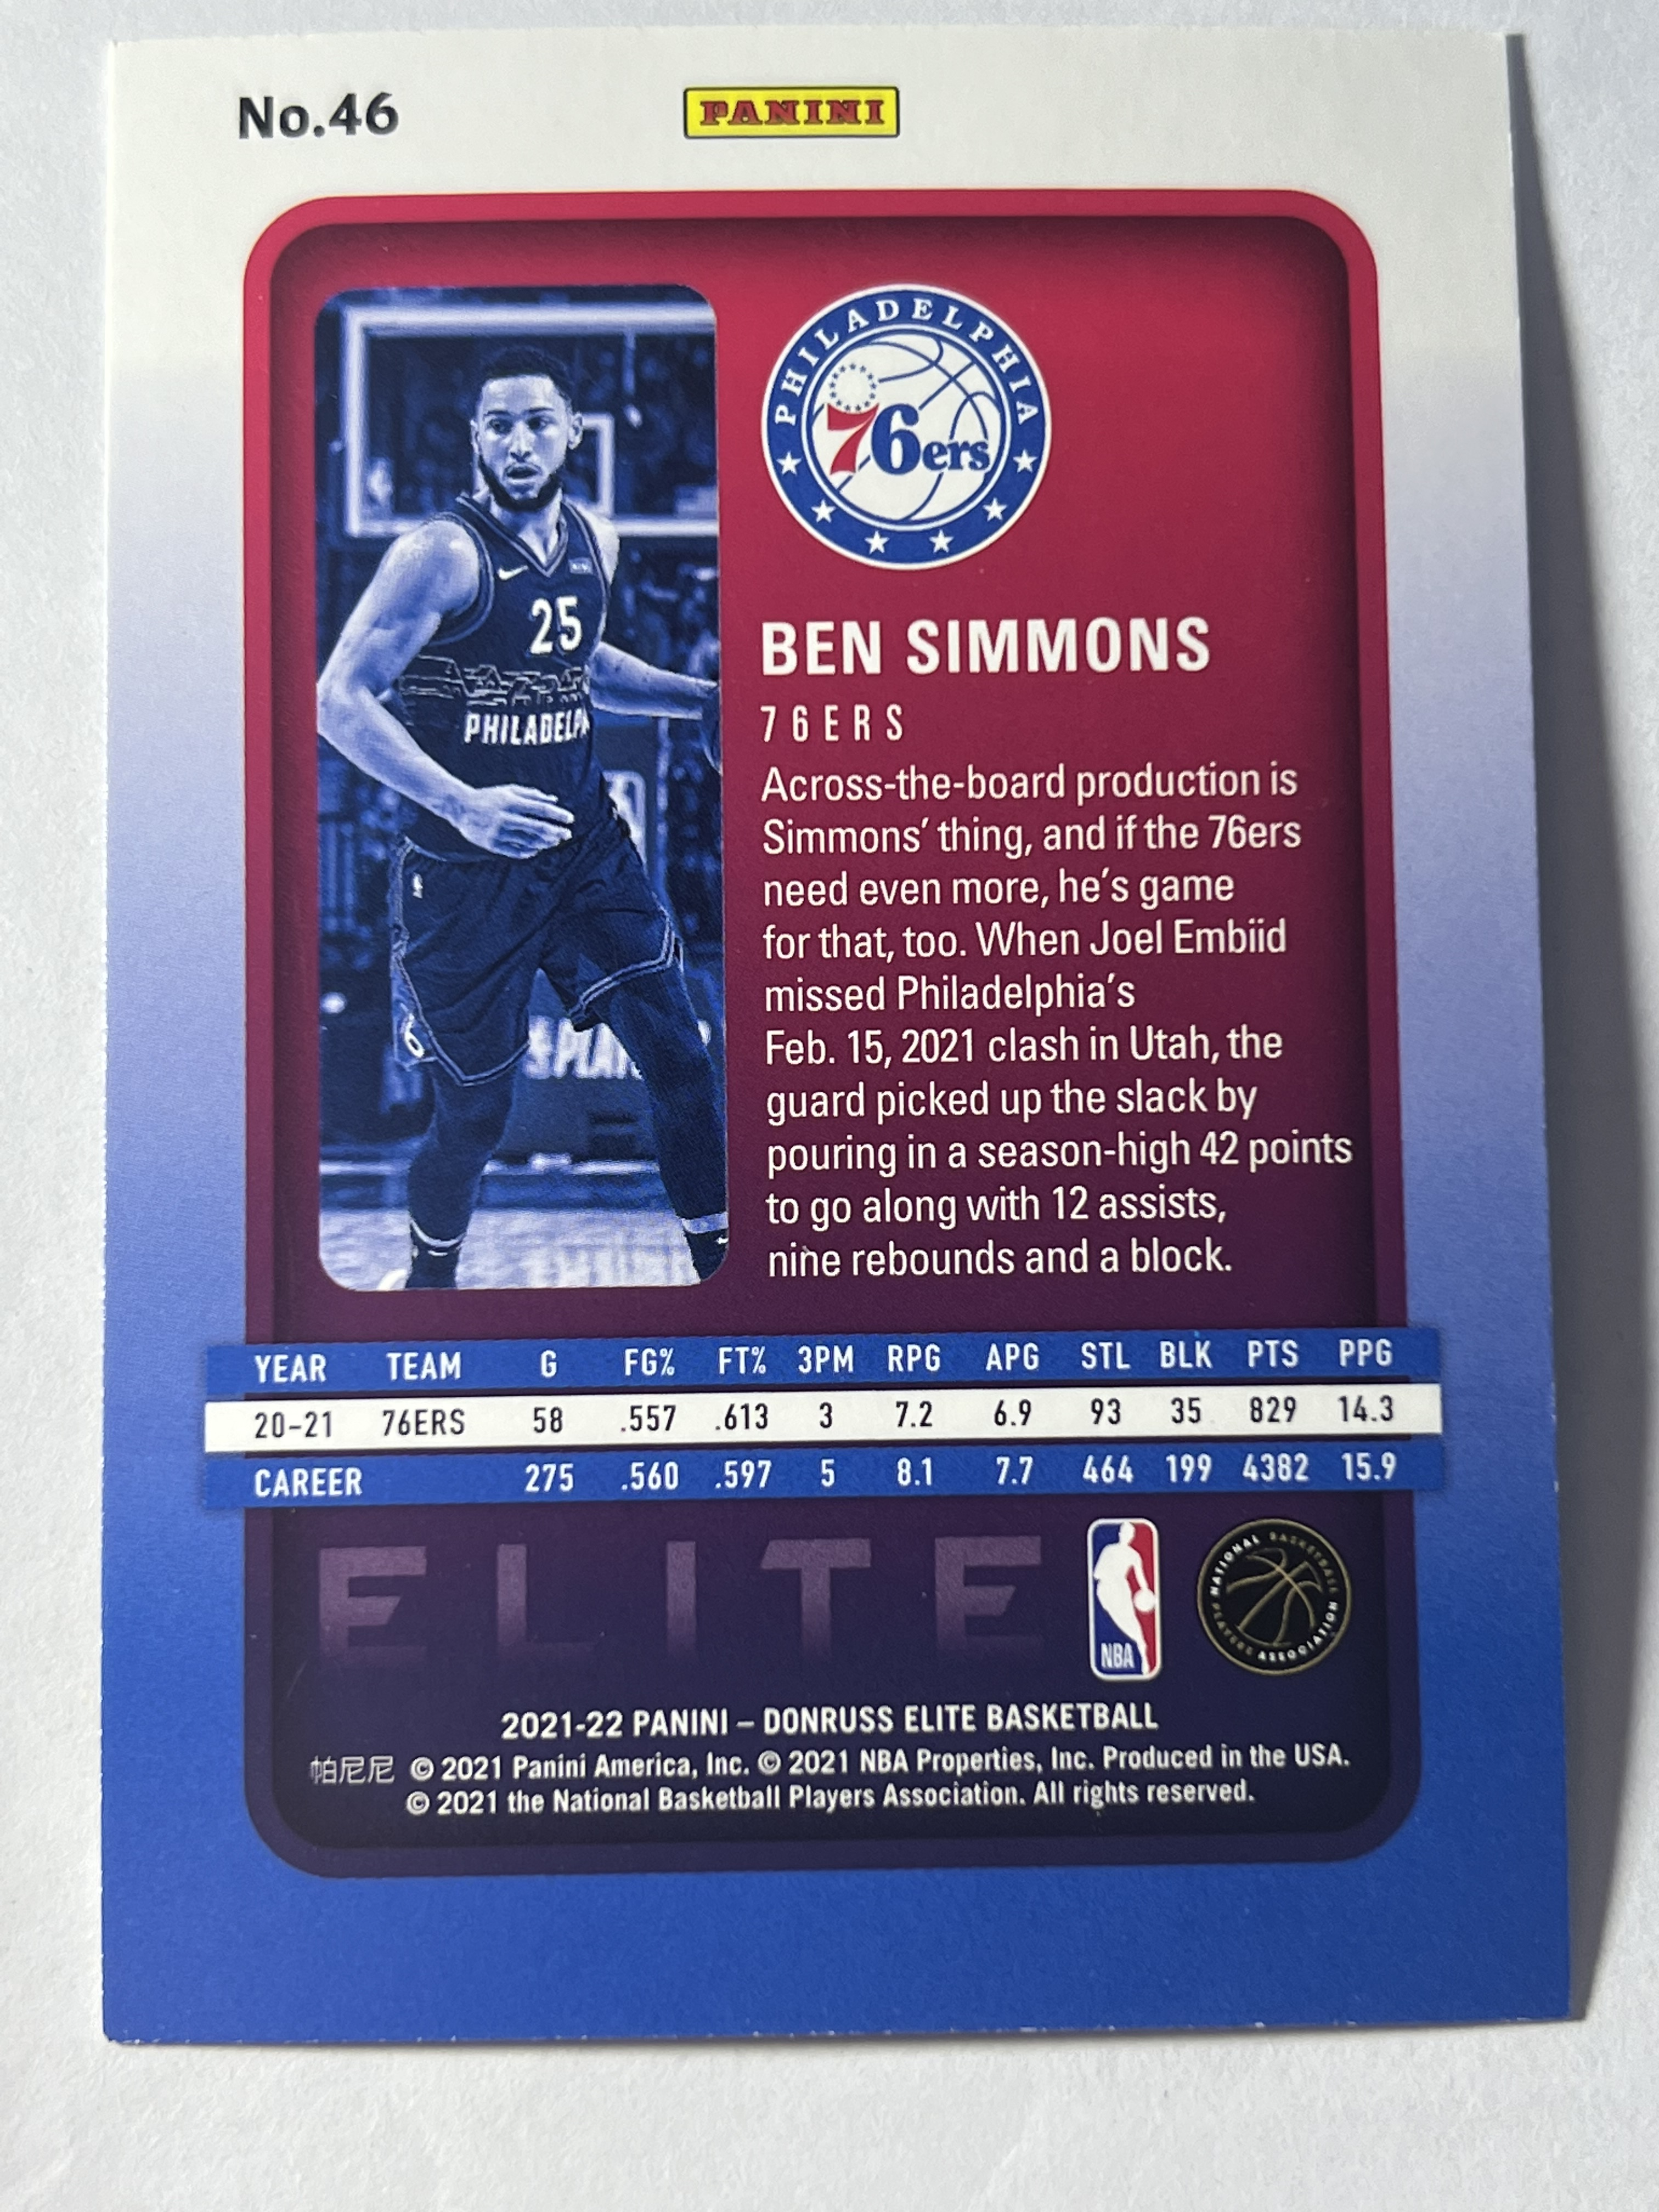 No.46
PANINI
PHILADELPHIA
76ers
25
PHILADELP
BEN SIMMONS
76ERS
Across-the-board production is
Simmons' thing, and if the 76ers
need even more, he's game
for that, too. When Joel Embiid
missed Philadelphia's
Feb. 15, 2021 clash in Utah, the
guard picked up the slack by
pouring in a season-high 42 points
to go along with 12 assists,
nine rebounds and a block.
YEAR TEAM G FG% FT% 3PM RPG APG STL BLK PTS PPG
20-21 76ERS 58 .557 .613 3 7.2 6.9 93 35 829 14.3
CAREER 275 .560 .597 5 8.1 7.7 464 199 4382 15.9
ELITE
NBA
NATIONAL BASKETBALL PLAYERS ASSOCIATION
2021-22 PANINI – DONRUSS ELITE BASKETBALL
帕尼尼 © 2021 Panini America, Inc. © 2021 NBA Properties, Inc. Produced in the USA.
© 2021 the National Basketball Players Association. All rights reserved.